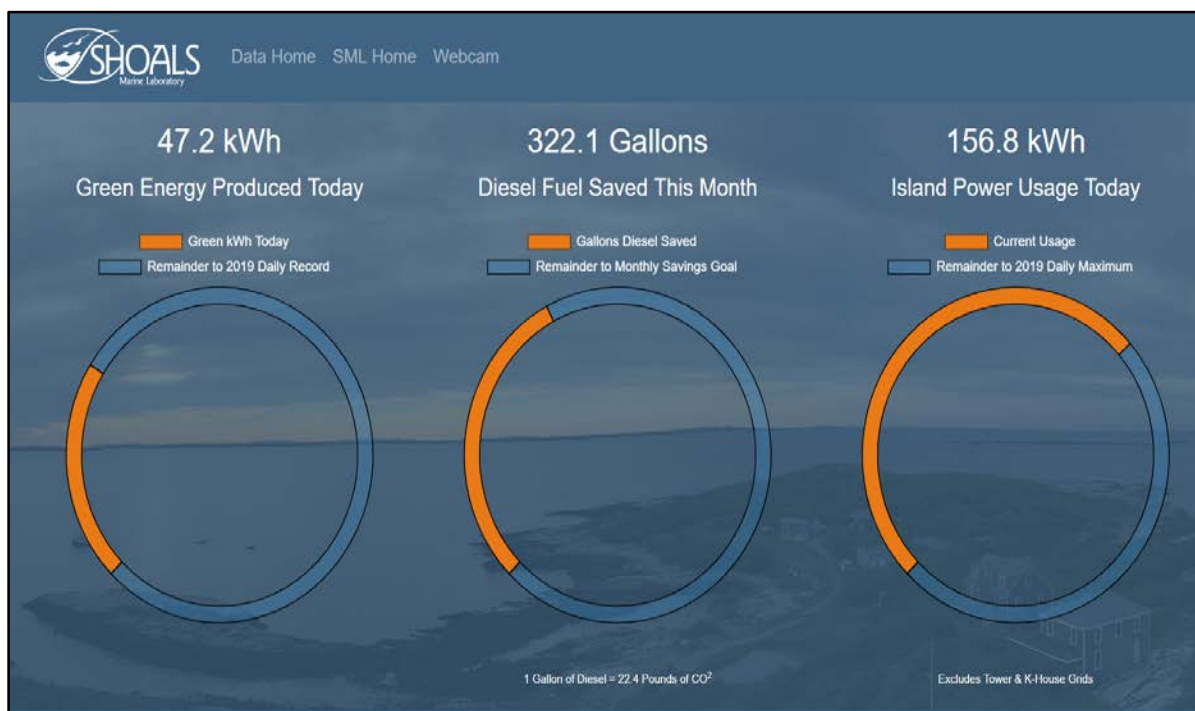 SHOALS
Marine Laboratory
Data Home SML Home Webcam
47.2 kWh
Green Energy Produced Today
Green kWh Today
Remainder to 2019 Daily Record
322.1 Gallons
Diesel Fuel Saved This Month
Gallons Diesel Saved
Remainder to Monthly Savings Goal
1 Gallon of Diesel = 22.4 Pounds of CO²
156.8 kWh
Island Power Usage Today
Current Usage
Remainder to 2019 Daily Maximum
Excludes Tower & K-House Grids